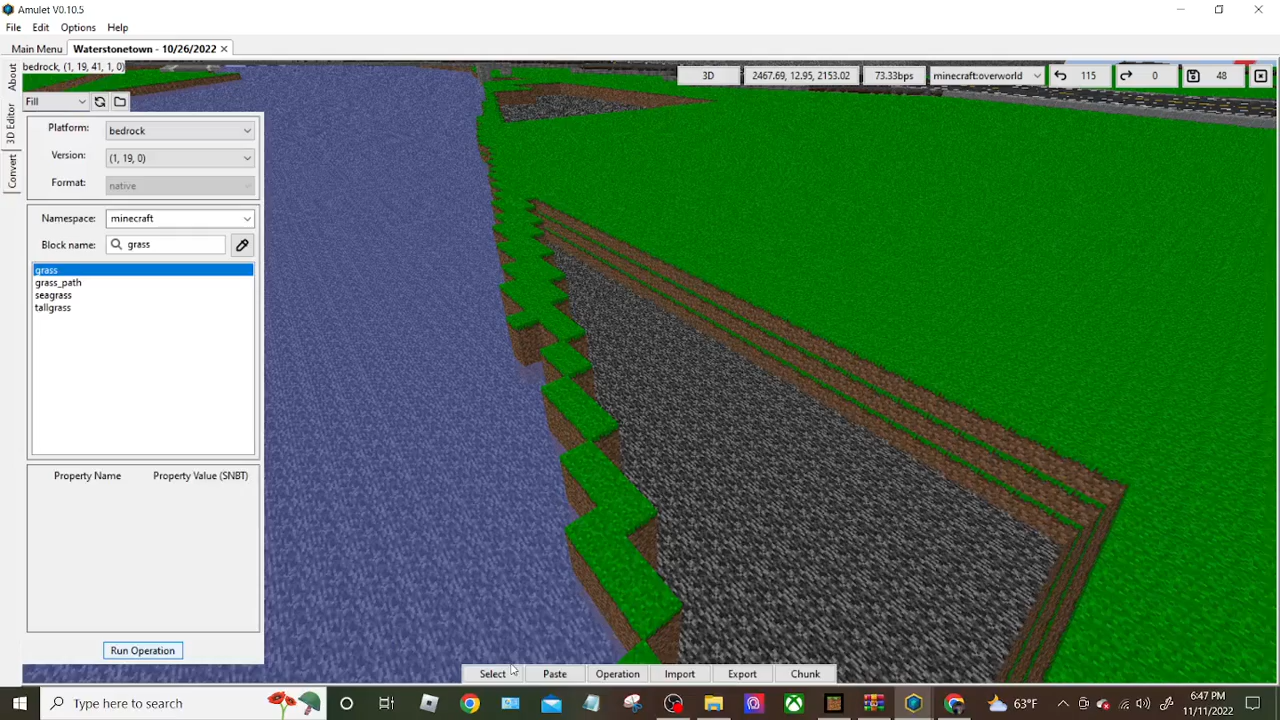 Amulet V0.10.5
File Edit Options Help
Main Menu Waterstonetown - 10/26/2022
bedrock, (1, 19, 41, 1, 0)
About
3D Editor
Convert
3D 2467.69, 12.95, 2153.02 73.33bps minecraft:overworld 115 0 48
Fill
Platform: bedrock
Version: (1, 19, 0)
Format: native
Namespace: minecraft
Block name: grass
grass
grass_path
seagrass
tallgrass
Property Name Property Value (SNBT)
Run Operation
Select Paste Operation Import Export Chunk
Type here to search
63°F
6:47 PM
11/11/2022